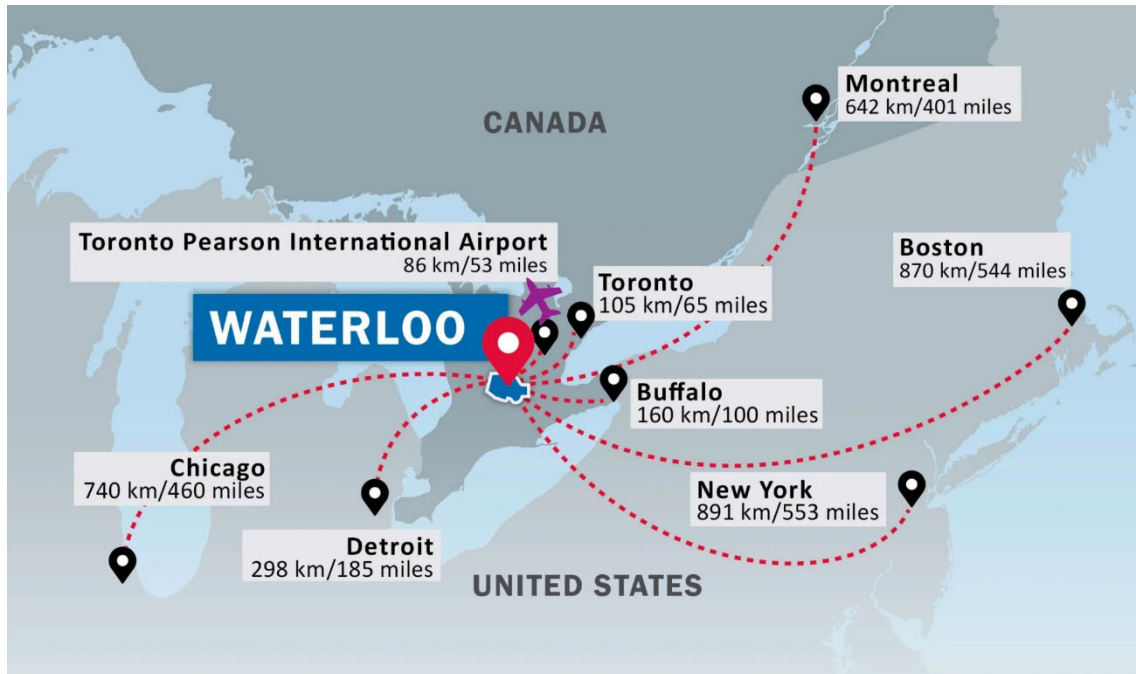 CANADA
Montreal
642 km/401 miles
Toronto Pearson International Airport
86 km/53 miles
Boston
870 km/544 miles
Toronto
105 km/65 miles
WATERLOO
Buffalo
160 km/100 miles
Chicago
740 km/460 miles
New York
891 km/553 miles
Detroit
298 km/185 miles
UNITED STATES